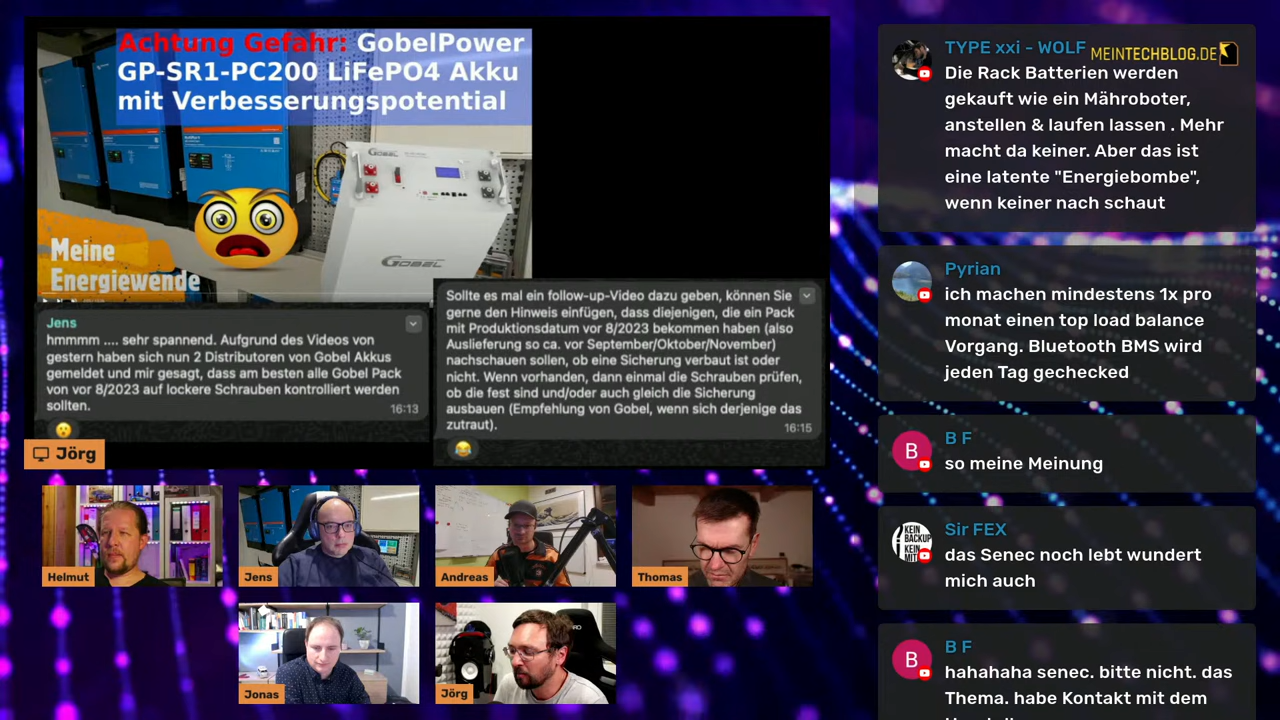 Achtung Gefahr: GobelPower
GP-SR1-PC200 LiFePO4 Akku
mit Verbesserungspotential
GOBEL
Meine
Energiewende
Jens
hmmmm .... sehr spannend. Aufgrund des Videos von
gestern haben sich nun 2 Distributoren von Gobel Akkus
gemeldet und mir gesagt, dass am besten alle Gobel Pack
von vor 8/2023 auf lockere Schrauben kontrolliert werden
sollten.
16:13
Sollte es mal ein follow-up-Video dazu geben, können Sie
gerne den Hinweis einfügen, dass diejenigen, die ein Pack
mit Produktionsdatum vor 8/2023 bekommen haben (also
Auslieferung so ca. vor September/Oktober/November)
nachschauen sollen, ob eine Sicherung verbaut ist oder
nicht. Wenn vorhanden, dann einmal die Schrauben prüfen,
ob die fest sind und/oder auch gleich die Sicherung
ausbauen (Empfehlung von Gobel, wenn sich derjenige das
zutraut).
16:15
Jörg
Helmut
Jens
Andreas
Thomas
Jonas
Jörg
TYPE xxi - WOLF
MEINTECHBLOG.DE
Die Rack Batterien werden
gekauft wie ein Mähroboter,
anstellen & laufen lassen . Mehr
macht da keiner. Aber das ist
eine latente "Energiebombe",
wenn keiner nach schaut
Pyrian
ich machen mindestens 1x pro
monat einen top load balance
Vorgang. Bluetooth BMS wird
jeden Tag gechecked
B
B F
so meine Meinung
KEIN
BACKUP
KEIN
MIT
Sir FEX
das Senec noch lebt wundert
mich auch
B
B F
hahahaha senec. bitte nicht. das
Thema. habe Kontakt mit dem